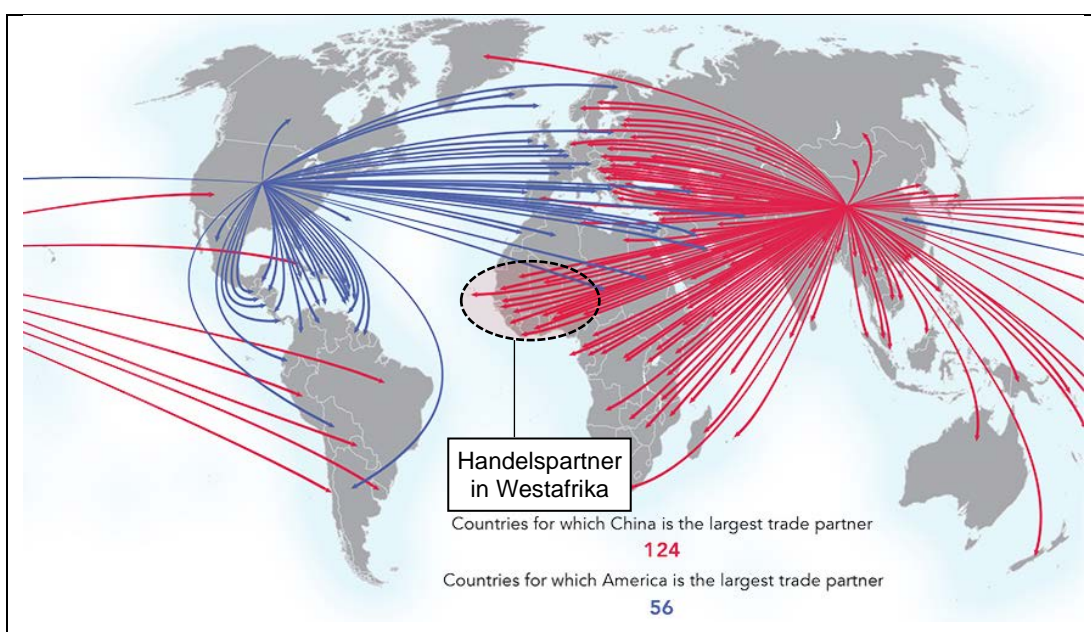 Handelspartner
in Westafrika
Countries for which China is the largest trade partner
124
Countries for which America is the largest trade partner
56